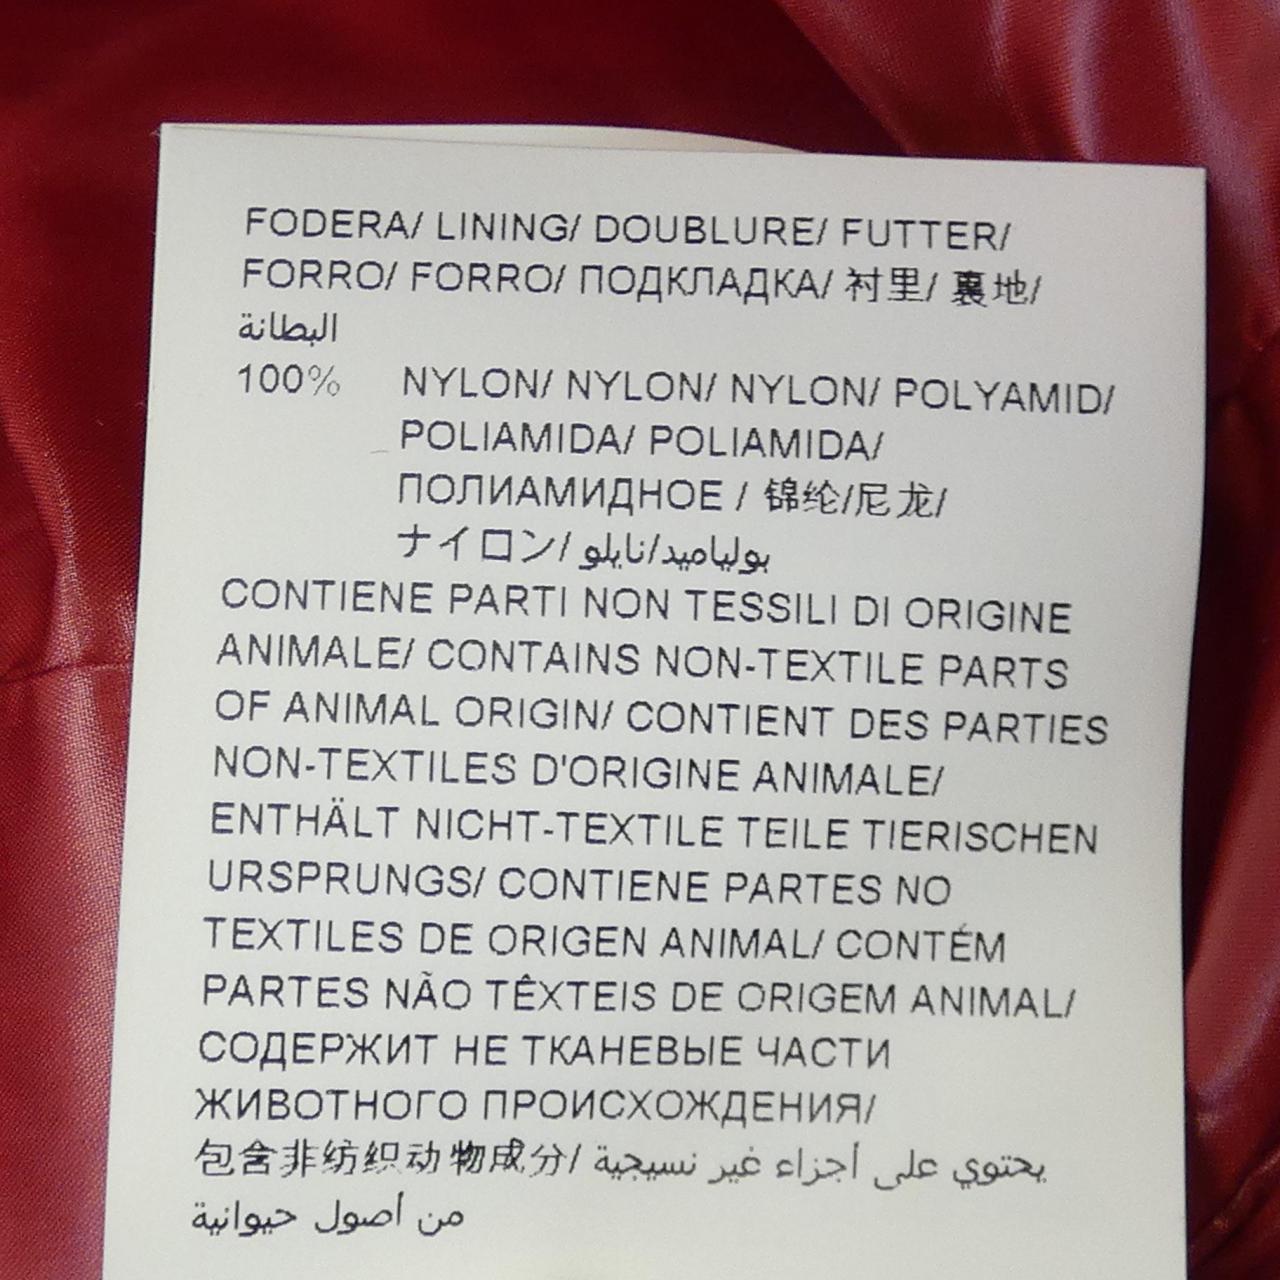 FODERA/ LINING/ DOUBLURE/ FUTTER/
FORRO/ FORRO/ ПОДКЛАДКА/ 衬里/ 裏地/
البطانة
100% NYLON/ NYLON/ NYLON/ POLYAMID/
POLIAMIDA/ POLIAMIDA/
ПОЛИАМИДНОЕ / 锦纶/尼龙/
ナイロン/ بولياميد/نايلو
CONTIENE PARTI NON TESSILI DI ORIGINE
ANIMALE/ CONTAINS NON-TEXTILE PARTS
OF ANIMAL ORIGIN/ CONTIENT DES PARTIES
NON-TEXTILES D'ORIGINE ANIMALE/
ENTHÄLT NICHT-TEXTILE TEILE TIERISCHEN
URSPRUNGS/ CONTIENE PARTES NO
TEXTILES DE ORIGEN ANIMAL/ CONTÉM
PARTES NÃO TÊXTEIS DE ORIGEM ANIMAL/
СОДЕРЖИТ НЕ ТКАНЕВЫЕ ЧАСТИ
ЖИВОТНОГО ПРОИСХОЖДЕНИЯ/
包含非纺织动物成分/ يحتوي على أجزاء غير نسيجية
من أصول حيوانية